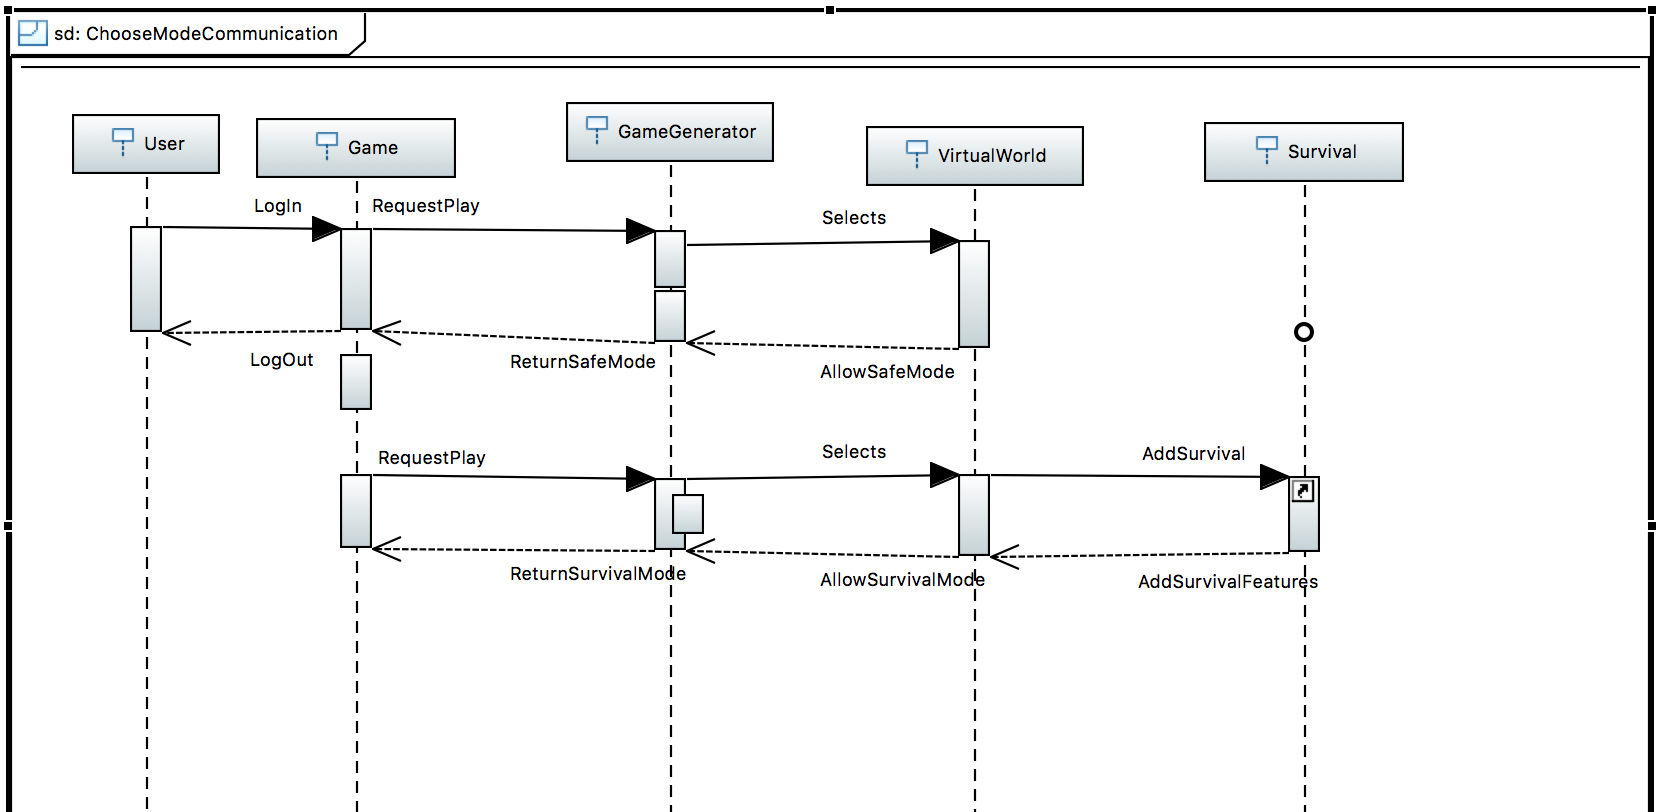 sd: ChooseModeCommunication
User
Game
GameGenerator
VirtualWorld
Survival
LogIn
RequestPlay
Selects
LogOut
ReturnSafeMode
AllowSafeMode
RequestPlay
Selects
AddSurvival
ReturnSurvivalMode
AllowSurvivalMode
AddSurvivalFeatures